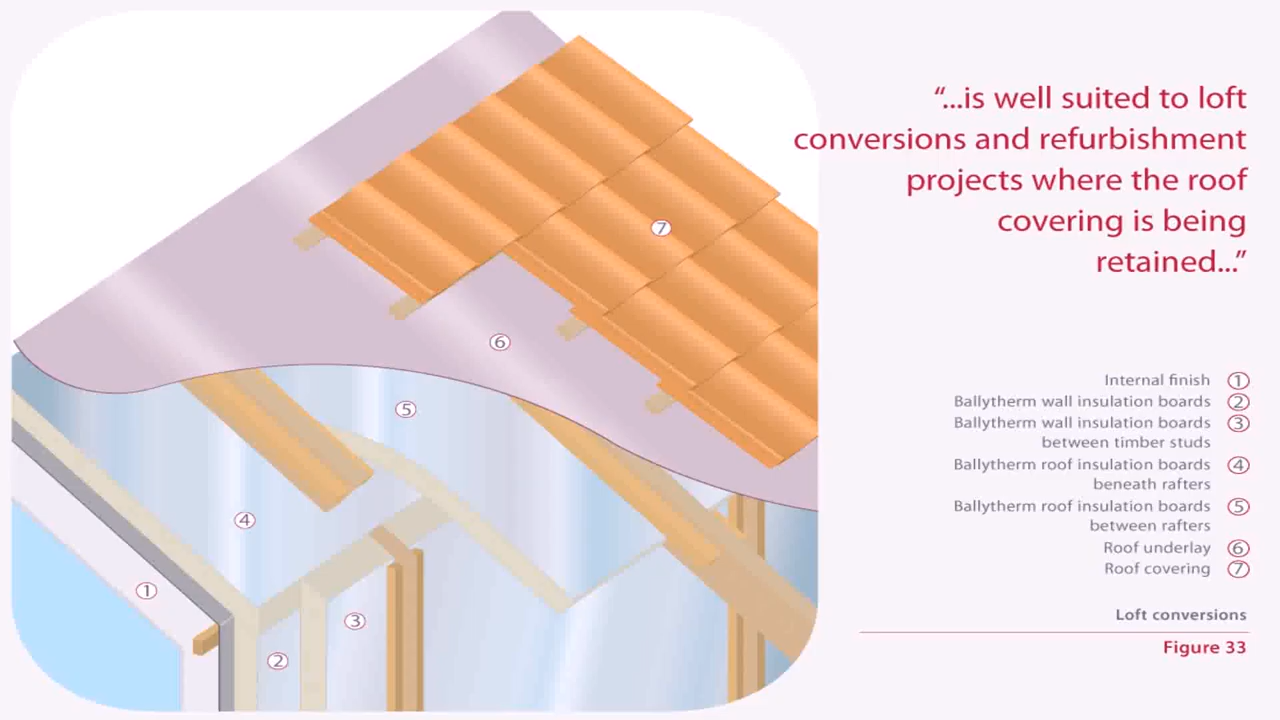 “...is well suited to loft
conversions and refurbishment
projects where the roof
covering is being
retained...”
7
6
5
4
1
3
2
Internal finish 1
Ballytherm wall insulation boards 2
Ballytherm wall insulation boards 3
between timber studs
Ballytherm roof insulation boards 4
beneath rafters
Ballytherm roof insulation boards 5
between rafters
Roof underlay 6
Roof covering 7
Loft conversions
Figure 33